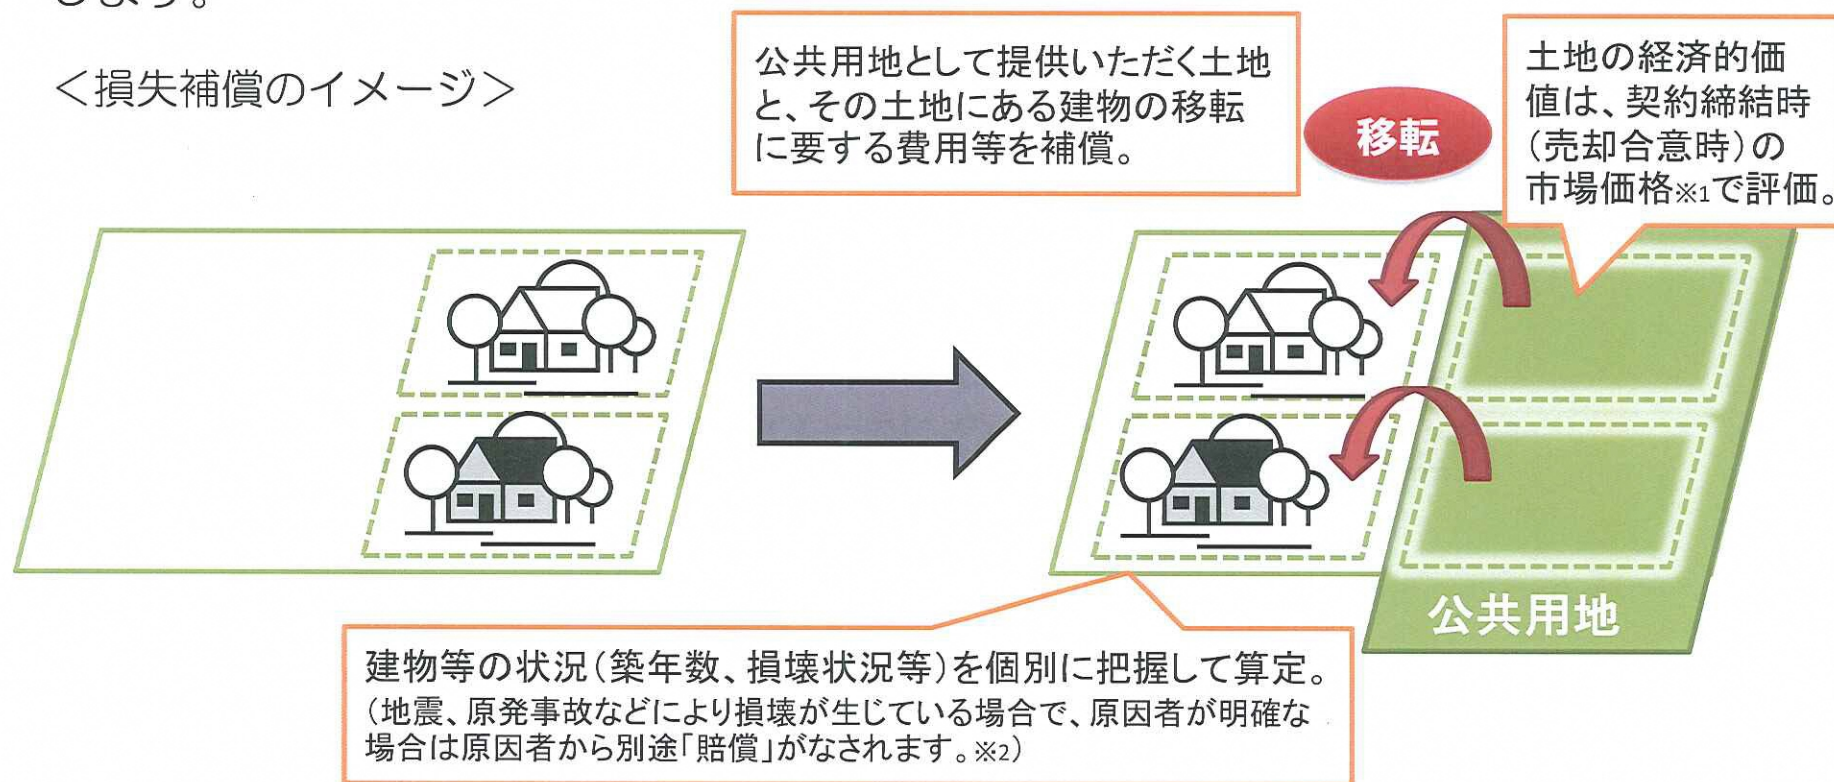 します。
＜損失補償のイメージ＞
公共用地として提供いただく土地
と、その土地にある建物の移転
に要する費用等を補償。
移転
土地の経済的価
値は、契約締結時
（売却合意時）の
市場価格※1で評価。
公共用地
建物等の状況（築年数、損壊状況等）を個別に把握して算定。
（地震、原発事故などにより損壊が生じている場合で、原因者が明確な
場合は原因者から別途「賠償」がなされます。※2）